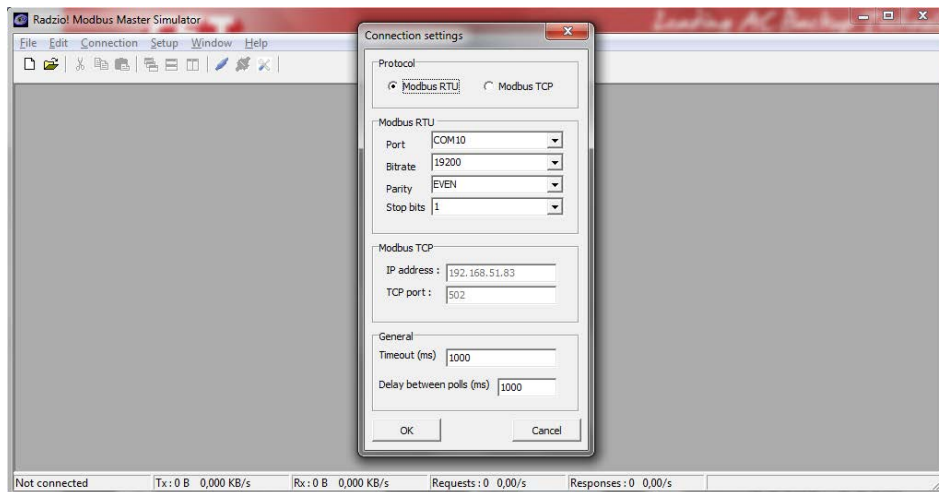 Radzio! Modbus Master Simulator
File Edit Connection Setup Window Help
Connection settings
Protocol
Modbus RTU Modbus TCP
Modbus RTU
Port COM10
Bitrate 19200
Parity EVEN
Stop bits 1
Modbus TCP
IP address : 192.168.51.83
TCP port : 502
General
Timeout (ms) 1000
Delay between polls (ms) 1000
OK Cancel
Not connected Tx : 0 B 0,000 KB/s Rx : 0 B 0,000 KB/s Requests : 0 0,00/s Responses : 0 0,00/s